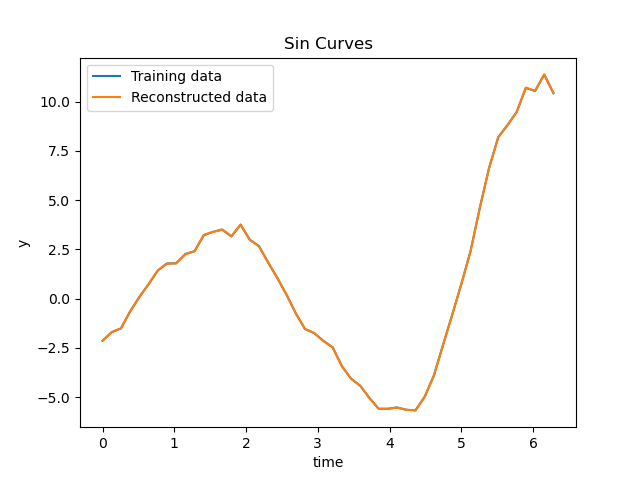 Sin Curves
Training data
Reconstructed data
10.0
7.5
5.0
2.5
0.0
−2.5
−5.0
y
0 1 2 3 4 5 6
time